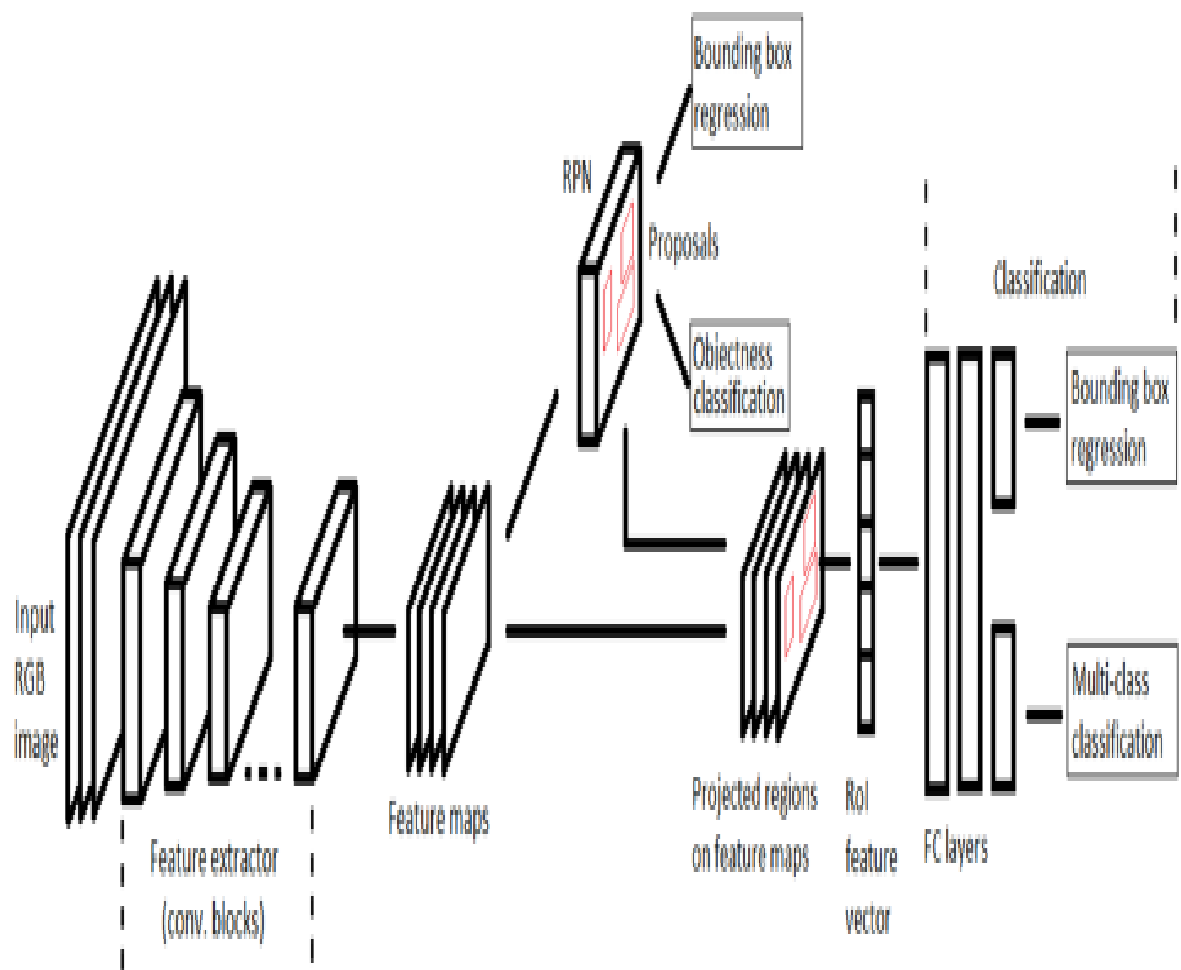 Bounding box
regression
RPN
Proposals
Classification
Objectness
classification
Bounding box
regression
Input
RGB
image
Multi-class
classification
Feature maps
Projected regions
on feature maps
RoI
feature
vector
FC layers
Feature extractor
(conv. blocks)
...